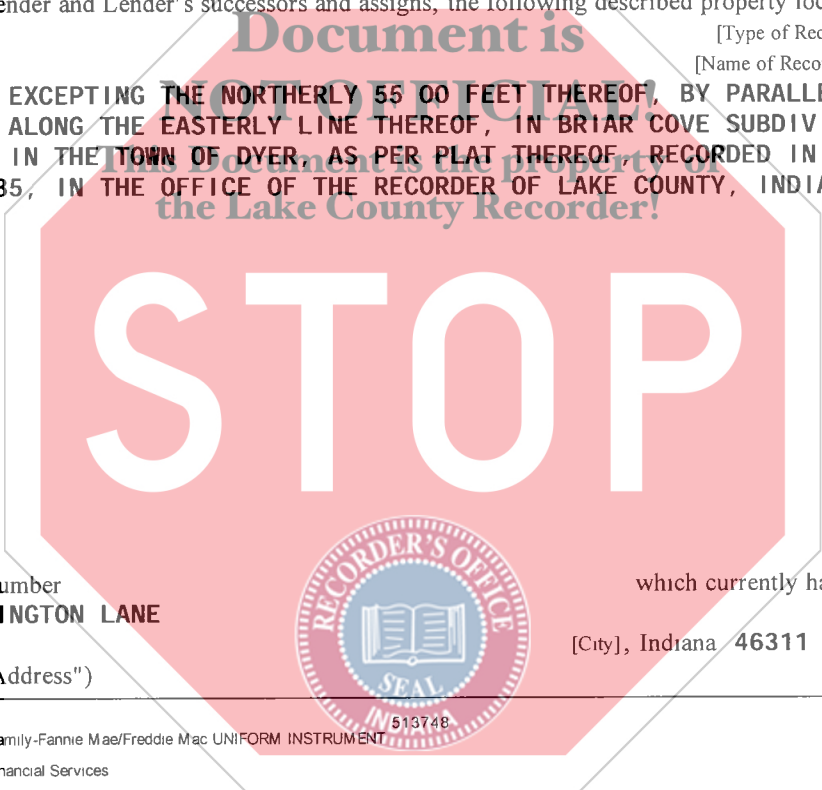 ender and Lender's successors and assigns, the following described property loc
Document is
[Type of Rec
[Name of Reco
NOT OFFICIAL!
EXCEPTING THE NORTHERLY 55 00 FEET THEREOF, BY PARALLE
ALONG THE EASTERLY LINE THEREOF, IN BRIAR COVE SUBDIV
IN THE TOWN OF DYER, AS PER PLAT THEREOF, RECORDED IN
This Document is the property of
35, IN THE OFFICE OF THE RECORDER OF LAKE COUNTY, INDIA
the Lake County Recorder!
STOP
RECORDER'S OFFICE
SEAL
INDIANA
umber
which currently ha
INGTON LANE
[City], Indiana 46311
Address")
513748
amily-Fannie Mae/Freddie Mac UNIFORM INSTRUMENT
nancial Services